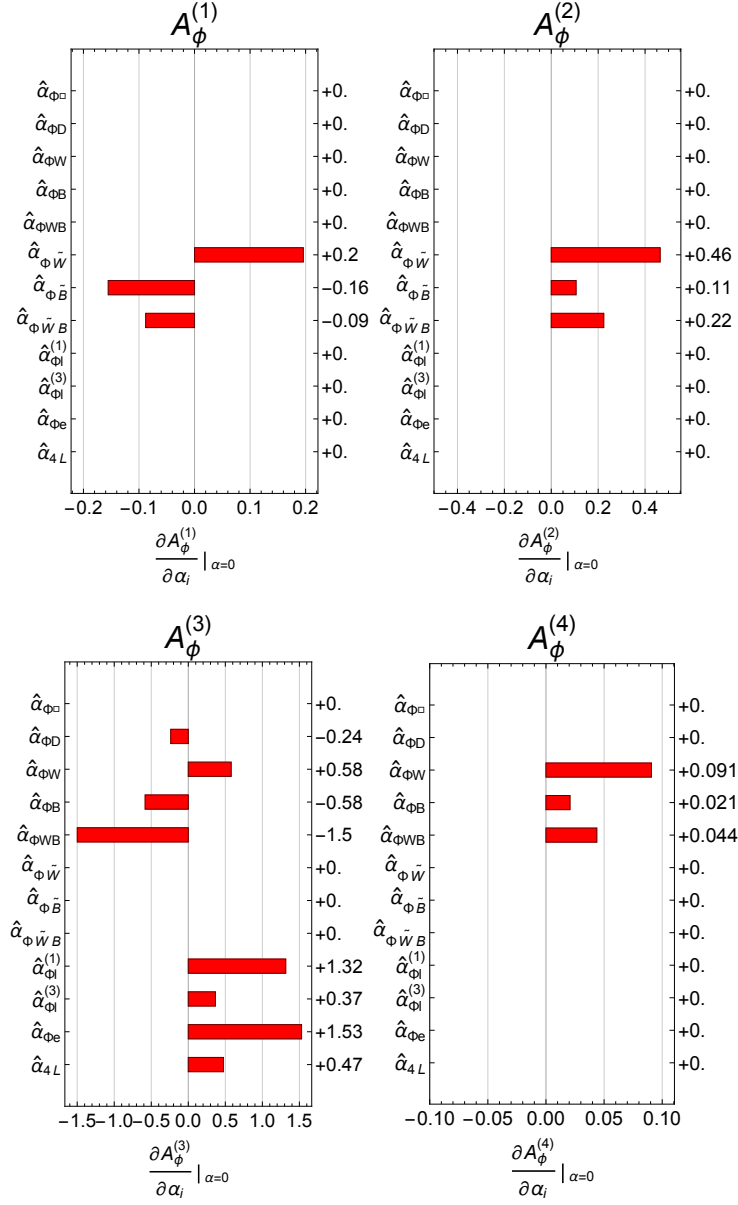 A_ϕ^(1)
α̂_Φ□ +0.
α̂_ΦD +0.
α̂_ΦW +0.
α̂_ΦB +0.
α̂_ΦWB +0.
α̂_ΦW̃ +0.2
α̂_ΦB̃ −0.16
α̂_ΦW̃B −0.09
α̂_Φl^(1) +0.
α̂_Φl^(3) +0.
α̂_Φe +0.
α̂_4L +0.
−0.2 −0.1 0.0 0.1 0.2
∂A_ϕ^(1)/∂α_i |_α=0
A_ϕ^(2)
α̂_Φ□ +0.
α̂_ΦD +0.
α̂_ΦW +0.
α̂_ΦB +0.
α̂_ΦWB +0.
α̂_ΦW̃ +0.46
α̂_ΦB̃ +0.11
α̂_ΦW̃B +0.22
α̂_Φl^(1) +0.
α̂_Φl^(3) +0.
α̂_Φe +0.
α̂_4L +0.
−0.4 −0.2 0.0 0.2 0.4
∂A_ϕ^(2)/∂α_i |_α=0
A_ϕ^(3)
α̂_Φ□ +0.
α̂_ΦD −0.24
α̂_ΦW +0.58
α̂_ΦB −0.58
α̂_ΦWB −1.5
α̂_ΦW̃ +0.
α̂_ΦB̃ +0.
α̂_ΦW̃B +0.
α̂_Φl^(1) +1.32
α̂_Φl^(3) +0.37
α̂_Φe +1.53
α̂_4L +0.47
−1.5 −1.0 −0.5 0.0 0.5 1.0 1.5
∂A_ϕ^(3)/∂α_i |_α=0
A_ϕ^(4)
α̂_Φ□ +0.
α̂_ΦD +0.
α̂_ΦW +0.091
α̂_ΦB +0.021
α̂_ΦWB +0.044
α̂_ΦW̃ +0.
α̂_ΦB̃ +0.
α̂_ΦW̃B +0.
α̂_Φl^(1) +0.
α̂_Φl^(3) +0.
α̂_Φe +0.
α̂_4L +0.
−0.10 −0.05 0.00 0.05 0.10
∂A_ϕ^(4)/∂α_i |_α=0